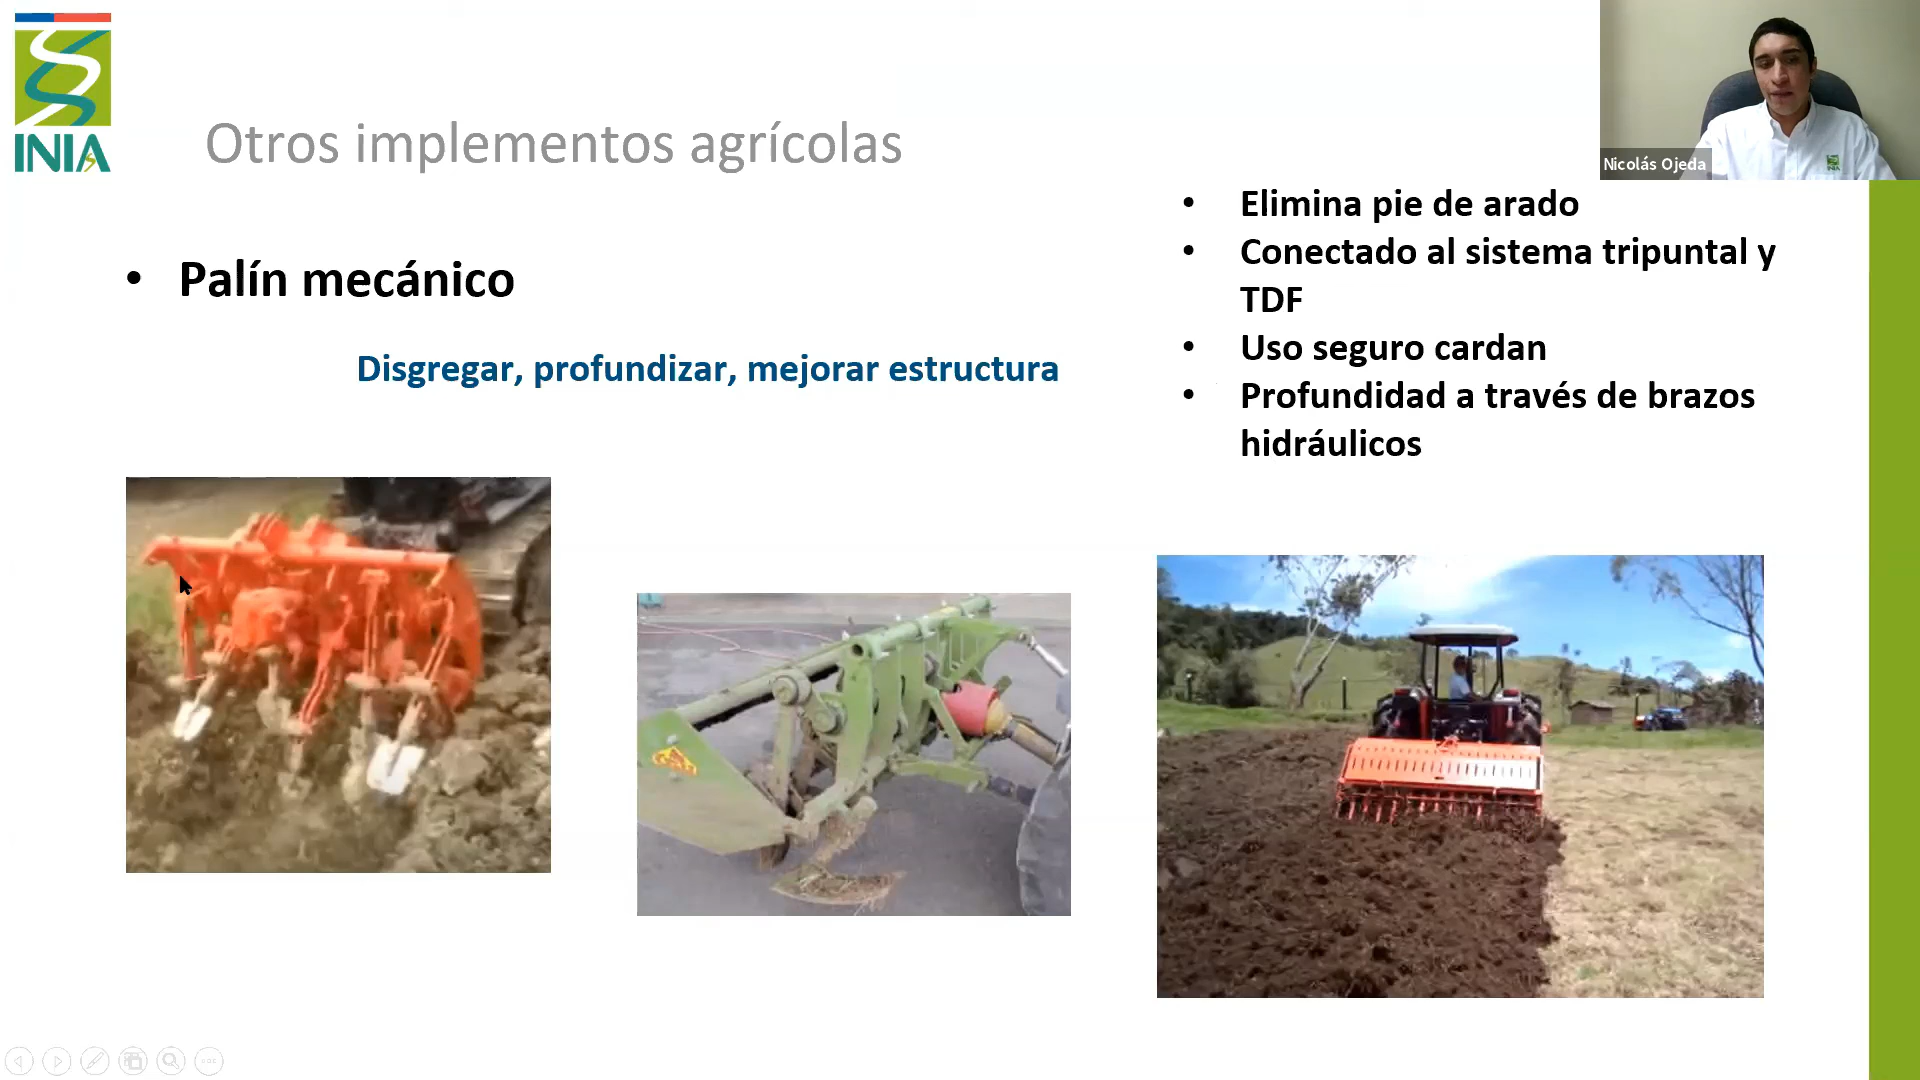 INIA
Otros implementos agrícolas
Nicolás Ojeda
• Palín mecánico
Disgregar, profundizar, mejorar estructura
• Elimina pie de arado
• Conectado al sistema tripuntal y
TDF
• Uso seguro cardan
• Profundidad a través de brazos
hidráulicos